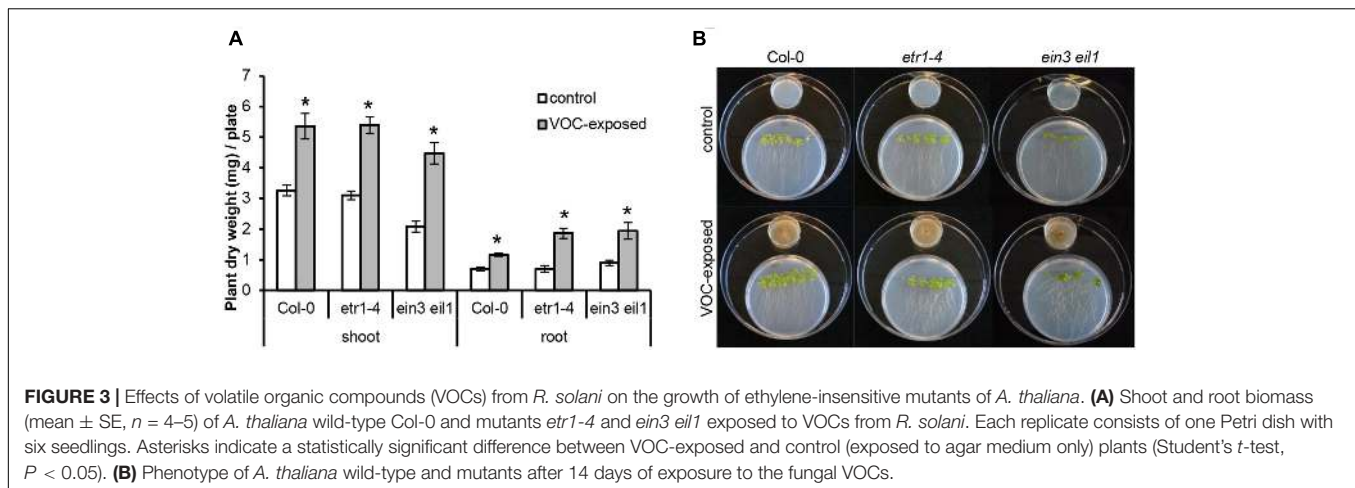 A
Plant dry weight (mg) / plate
7
6
5
4
3
2
1
0
control
VOC-exposed
* * * * * *
Col-0 etr1-4 ein3 eil1 Col-0 etr1-4 ein3 eil1
shoot root
B
Col-0 etr1-4 ein3 eil1
control
VOC-exposed
FIGURE 3 | Effects of volatile organic compounds (VOCs) from R. solani on the growth of ethylene-insensitive mutants of A. thaliana. (A) Shoot and root biomass
(mean ± SE, n = 4–5) of A. thaliana wild-type Col-0 and mutants etr1-4 and ein3 eil1 exposed to VOCs from R. solani. Each replicate consists of one Petri dish with
six seedlings. Asterisks indicate a statistically significant difference between VOC-exposed and control (exposed to agar medium only) plants (Student's t-test,
P < 0.05). (B) Phenotype of A. thaliana wild-type and mutants after 14 days of exposure to the fungal VOCs.